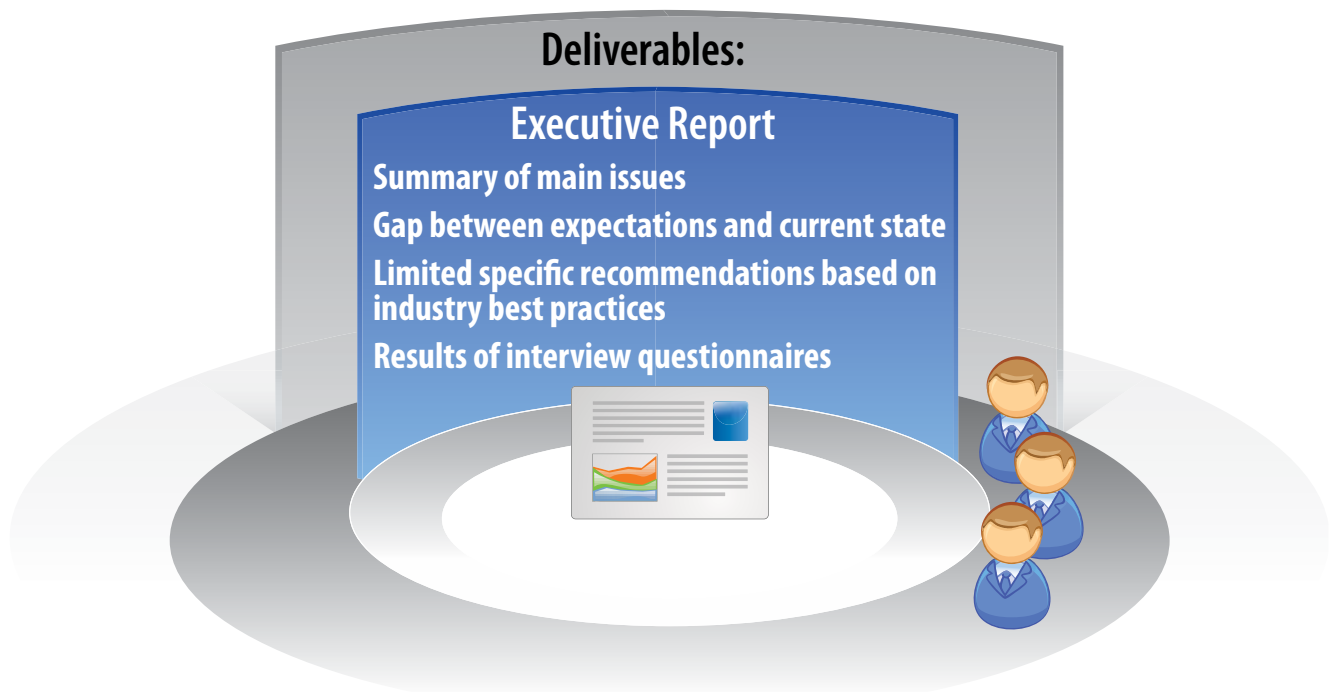 Deliverables:
Executive Report
Summary of main issues
Gap between expectations and current state
Limited specific recommendations based on
industry best practices
Results of interview questionnaires